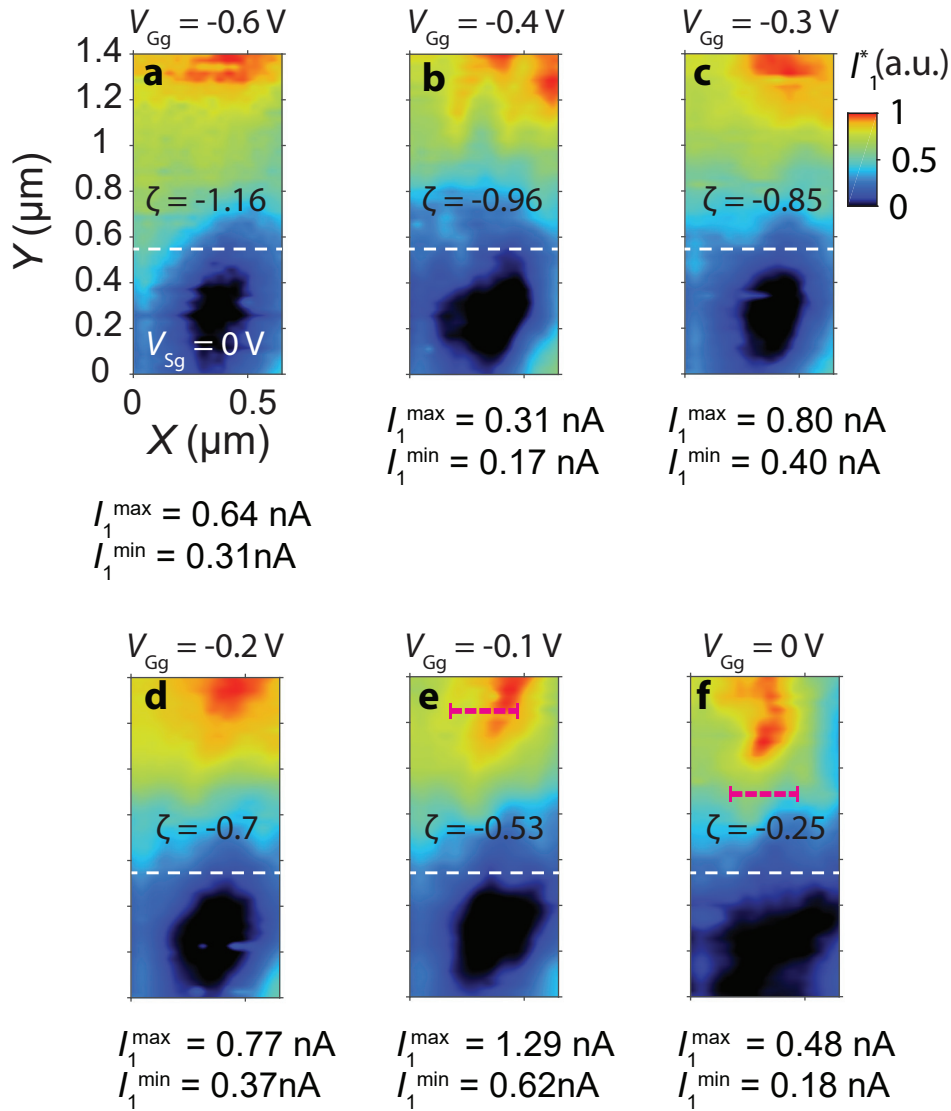 V_Gg = -0.6 V
V_Gg = -0.4 V
V_Gg = -0.3 V
I*_1 (a.u.)
1
0.5
0
a
b
c
1.4
1.2
1
0.8
0.6
0.4
0.2
0
Y (μm)
ζ = -1.16
ζ = -0.96
ζ = -0.85
V_Sg = 0 V
0
0.5
X (μm)
I_1^max = 0.64 nA
I_1^min = 0.31nA
I_1^max = 0.31 nA
I_1^min = 0.17 nA
I_1^max = 0.80 nA
I_1^min = 0.40 nA
V_Gg = -0.2 V
V_Gg = -0.1 V
V_Gg = 0 V
d
e
f
ζ = -0.7
ζ = -0.53
ζ = -0.25
I_1^max = 0.77 nA
I_1^min = 0.37nA
I_1^max = 1.29 nA
I_1^min = 0.62nA
I_1^max = 0.48 nA
I_1^min = 0.18 nA